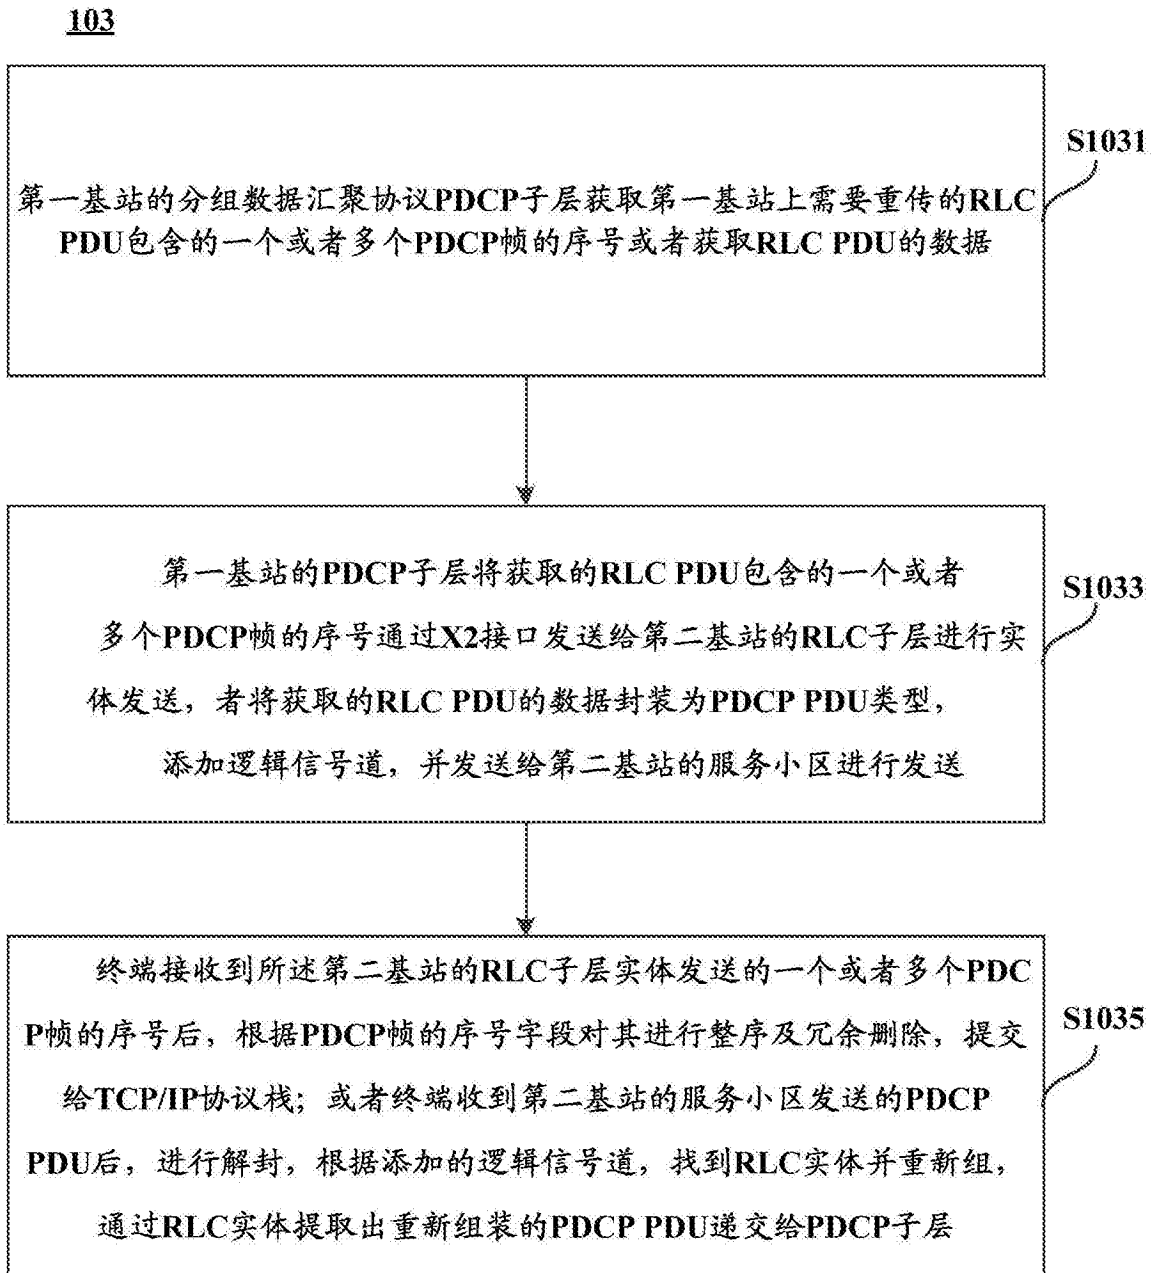 103
S1031
第一基站的分组数据汇聚协议PDCP子层获取第一基站上需要重传的RLC
PDU包含的一个或者多个PDCP帧的序号或者获取RLC PDU的数据
第一基站的PDCP子层将获取的RLC PDU包含的一个或者
S1033
多个PDCP帧的序号通过X2接口发送给第二基站的RLC子层进行实
体发送，者将获取的RLC PDU的数据封装为PDCP PDU类型，
添加逻辑信号道，并发送给第二基站的服务小区进行发送
终端接收到所述第二基站的RLC子层实体发送的一个或者多个PDC
S1035
P帧的序号后，根据PDCP帧的序号字段对其进行整序及冗余删除，提交
给TCP/IP协议栈；或者终端收到第二基站的服务小区发送的PDCP
PDU后，进行解封，根据添加的逻辑信号道，找到RLC实体并重新组，
通过RLC实体提取出重新组装的PDCP PDU递交给PDCP子层